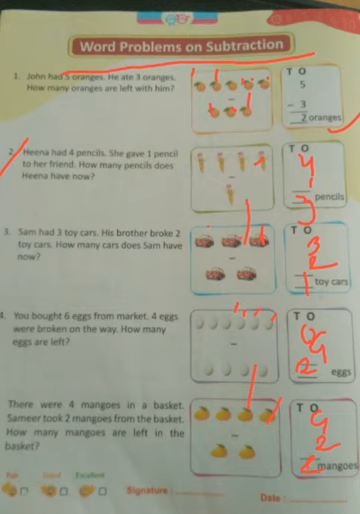 Word Problems on Subtraction
1. John had 5 oranges. He ate 3 oranges.
How many oranges are left with him?
T O
5
- 3
2 oranges
2. Heena had 4 pencils. She gave 1 pencil
to her friend. How many pencils does
Heena have now?
T O
4
1
3 pencils
3. Sam had 3 toy cars. His brother broke 2
toy cars. How many cars does Sam have
now?
T O
3
2
1 toy cars
4. You bought 6 eggs from market. 4 eggs
were broken on the way. How many
eggs are left?
T O
6
4
2 eggs
There were 4 mangoes in a basket.
Sameer took 2 mangoes from the basket.
How many mangoes are left in the
basket?
T O
4
2
2 mangoes
Fair Good Excellent
Signature :
Date :